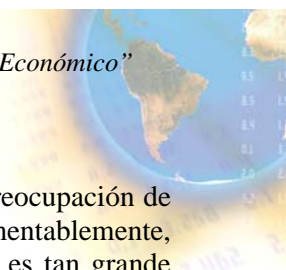 Económico”
reocupación de
mentablemente,
es tan grande